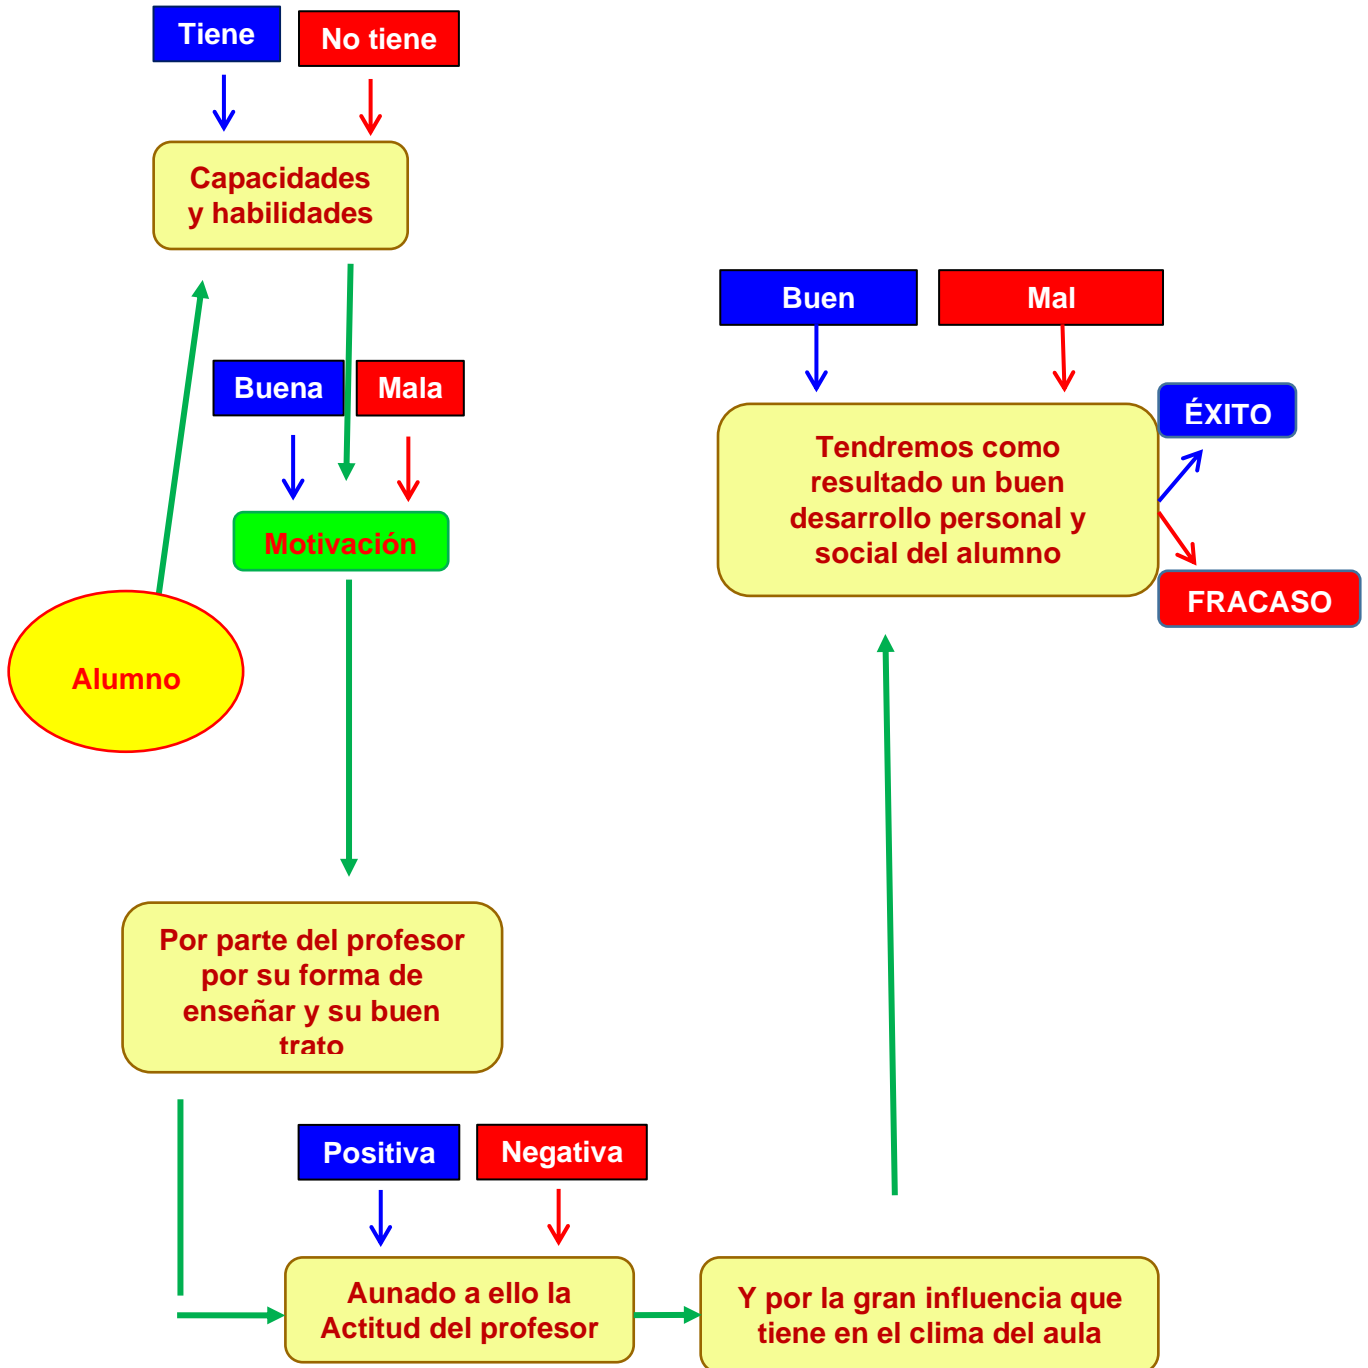 Tiene
No tiene
Capacidades
y habilidades
Buena
Mala
Motivación
Alumno
Por parte del profesor
por su forma de
enseñar y su buen
trato
Positiva
Negativa
Aunado a ello la
Actitud del profesor
Y por la gran influencia que
tiene en el clima del aula
Buen
Mal
Tendremos como
resultado un buen
desarrollo personal y
social del alumno
ÉXITO
FRACASO